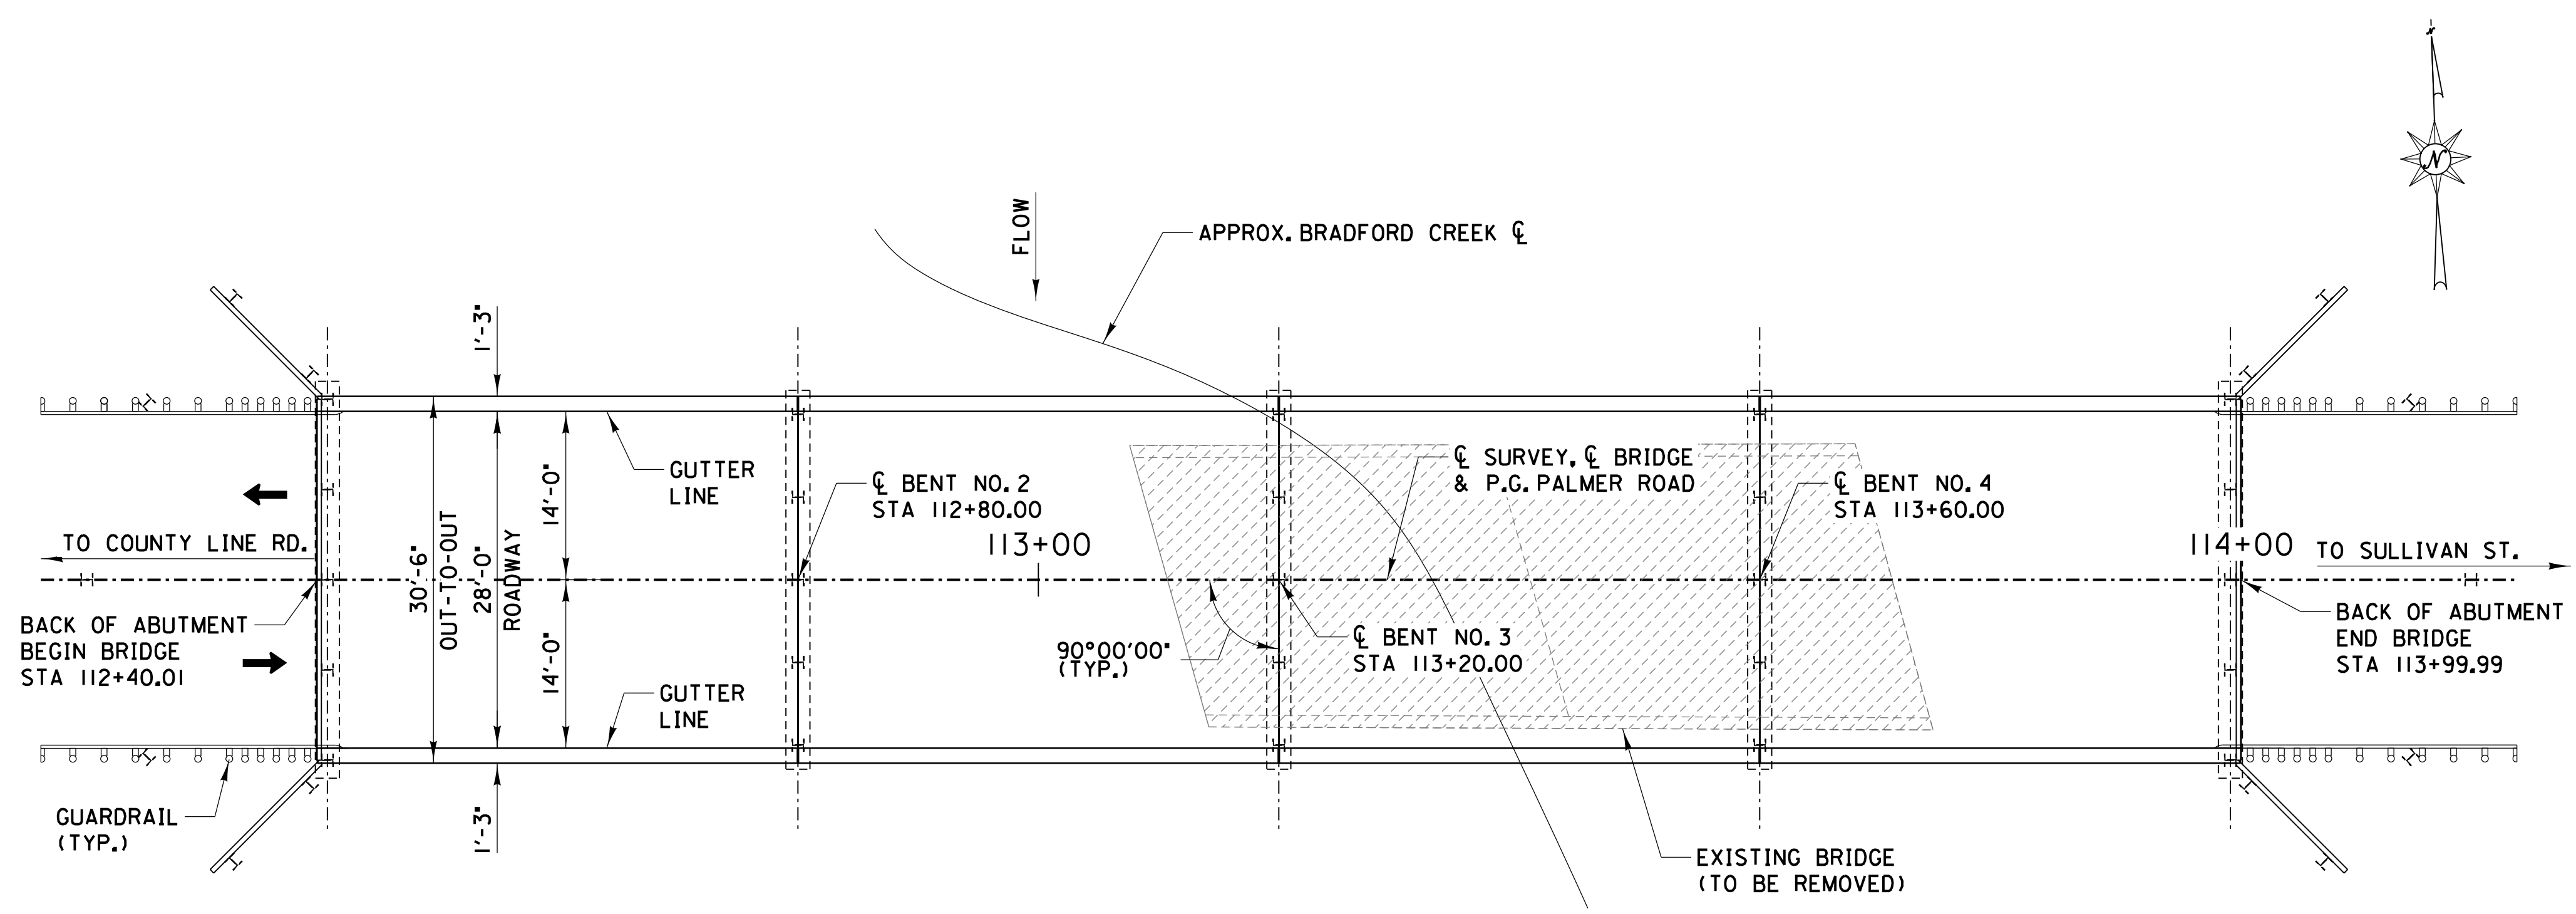 N
N
FLOW
APPROX. BRADFORD CREEK ℄
1'-3"
GUTTER
LINE
℄ BENT NO. 2
STA 112+80.00
℄ SURVEY, ℄ BRIDGE
& P.G. PALMER ROAD
℄ BENT NO. 4
STA 113+60.00
14'-0"
30'-6"
OUT-TO-OUT
28'-0"
ROADWAY
14'-0"
113+00
114+00
TO COUNTY LINE RD.
TO SULLIVAN ST.
BACK OF ABUTMENT
BEGIN BRIDGE
STA 112+40.01
90°00'00"
(TYP.)
℄ BENT NO. 3
STA 113+20.00
BACK OF ABUTMENT
END BRIDGE
STA 113+99.99
GUTTER
LINE
GUARDRAIL
(TYP.)
1'-3"
EXISTING BRIDGE
(TO BE REMOVED)